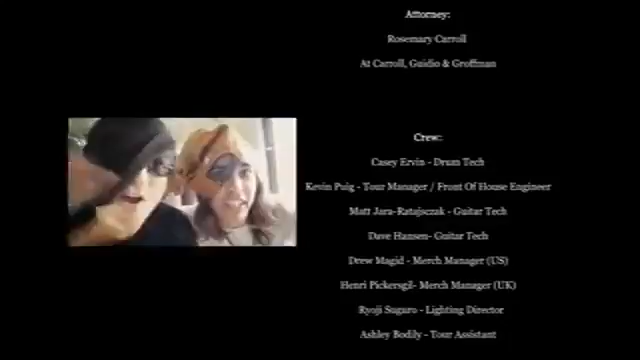 Attorney:
Rosemary Carroll
At Carroll, Guidio & Groffman
Crew:
Casey Ervin - Drum Tech
Kevin Puig - Tour Manager / Front Of House Engineer
Matt Jara-Ratajsczak - Guitar Tech
Dave Hansen- Guitar Tech
Drew Magid - Merch Manager (US)
Henri Pickersgil- Merch Manager (UK)
Ryoji Suguro - Lighting Director
Ashley Bodily - Tour Assistant